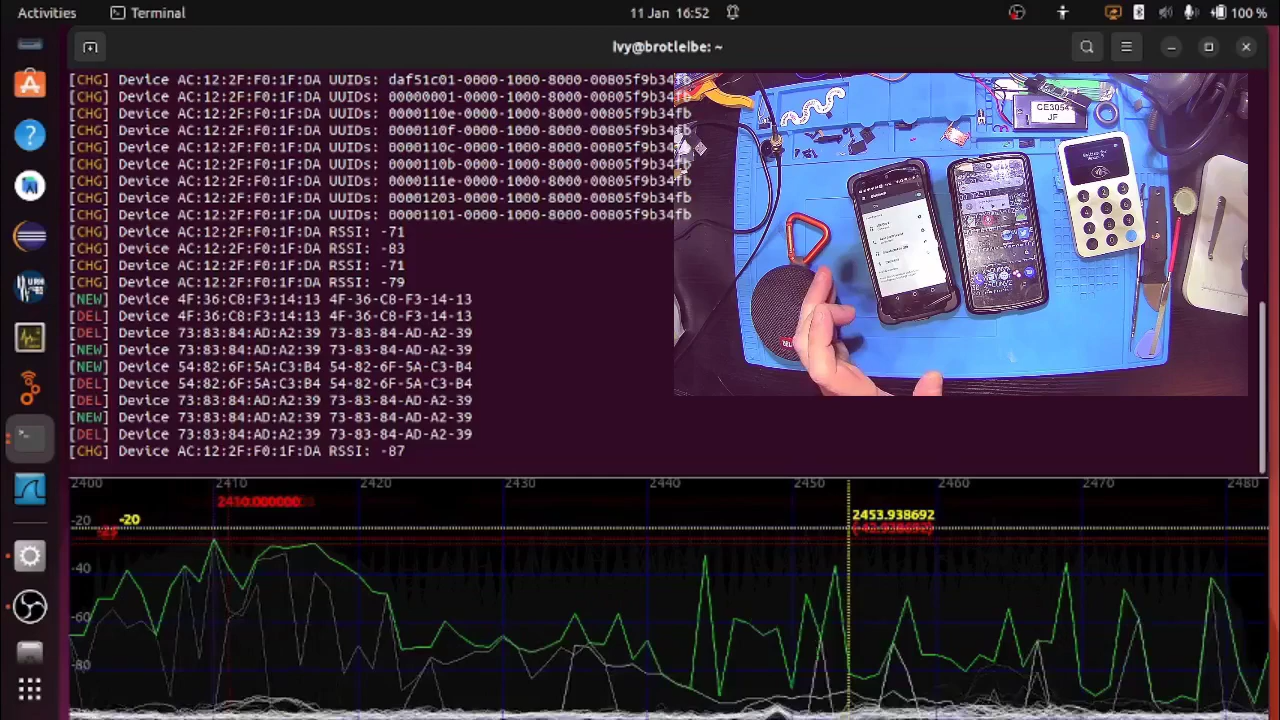 Activities Terminal 11 Jan 16:52 100 %
Ivy@brotleibe: ~
[CHG] Device AC:12:2F:F0:1F:DA UUIDs: daf51c01-0000-1000-8000-00805f9b34fb
[CHG] Device AC:12:2F:F0:1F:DA UUIDs: 00000001-0000-1000-8000-00805f9b34fb
[CHG] Device AC:12:2F:F0:1F:DA UUIDs: 0000110e-0000-1000-8000-00805f9b34fb
[CHG] Device AC:12:2F:F0:1F:DA UUIDs: 0000110f-0000-1000-8000-00805f9b34fb
[CHG] Device AC:12:2F:F0:1F:DA UUIDs: 0000110c-0000-1000-8000-00805f9b34fb
[CHG] Device AC:12:2F:F0:1F:DA UUIDs: 0000110b-0000-1000-8000-00805f9b34fb
[CHG] Device AC:12:2F:F0:1F:DA UUIDs: 0000111e-0000-1000-8000-00805f9b34fb
[CHG] Device AC:12:2F:F0:1F:DA UUIDs: 00001203-0000-1000-8000-00805f9b34fb
[CHG] Device AC:12:2F:F0:1F:DA UUIDs: 00001101-0000-1000-8000-00805f9b34fb
[CHG] Device AC:12:2F:F0:1F:DA RSSI: -71
[CHG] Device AC:12:2F:F0:1F:DA RSSI: -83
[CHG] Device AC:12:2F:F0:1F:DA RSSI: -71
[CHG] Device AC:12:2F:F0:1F:DA RSSI: -79
[NEW] Device 4F:36:C8:F3:14:13 4F-36-C8-F3-14-13
[DEL] Device 4F:36:C8:F3:14:13 4F-36-C8-F3-14-13
[DEL] Device 73:83:84:AD:A2:39 73-83-84-AD-A2-39
[NEW] Device 73:83:84:AD:A2:39 73-83-84-AD-A2-39
[NEW] Device 54:82:6F:5A:C3:B4 54-82-6F-5A-C3-B4
[DEL] Device 54:82:6F:5A:C3:B4 54-82-6F-5A-C3-B4
[DEL] Device 73:83:84:AD:A2:39 73-83-84-AD-A2-39
[NEW] Device 73:83:84:AD:A2:39 73-83-84-AD-A2-39
[DEL] Device 73:83:84:AD:A2:39 73-83-84-AD-A2-39
[CHG] Device AC:12:2F:F0:1F:DA RSSI: -87
CE3054
JF
URH
2400 2410 2420 2430 2440 2450 2460 2470 2480
2410.000000
2453.938692
-20 -20
-40
-60
-80